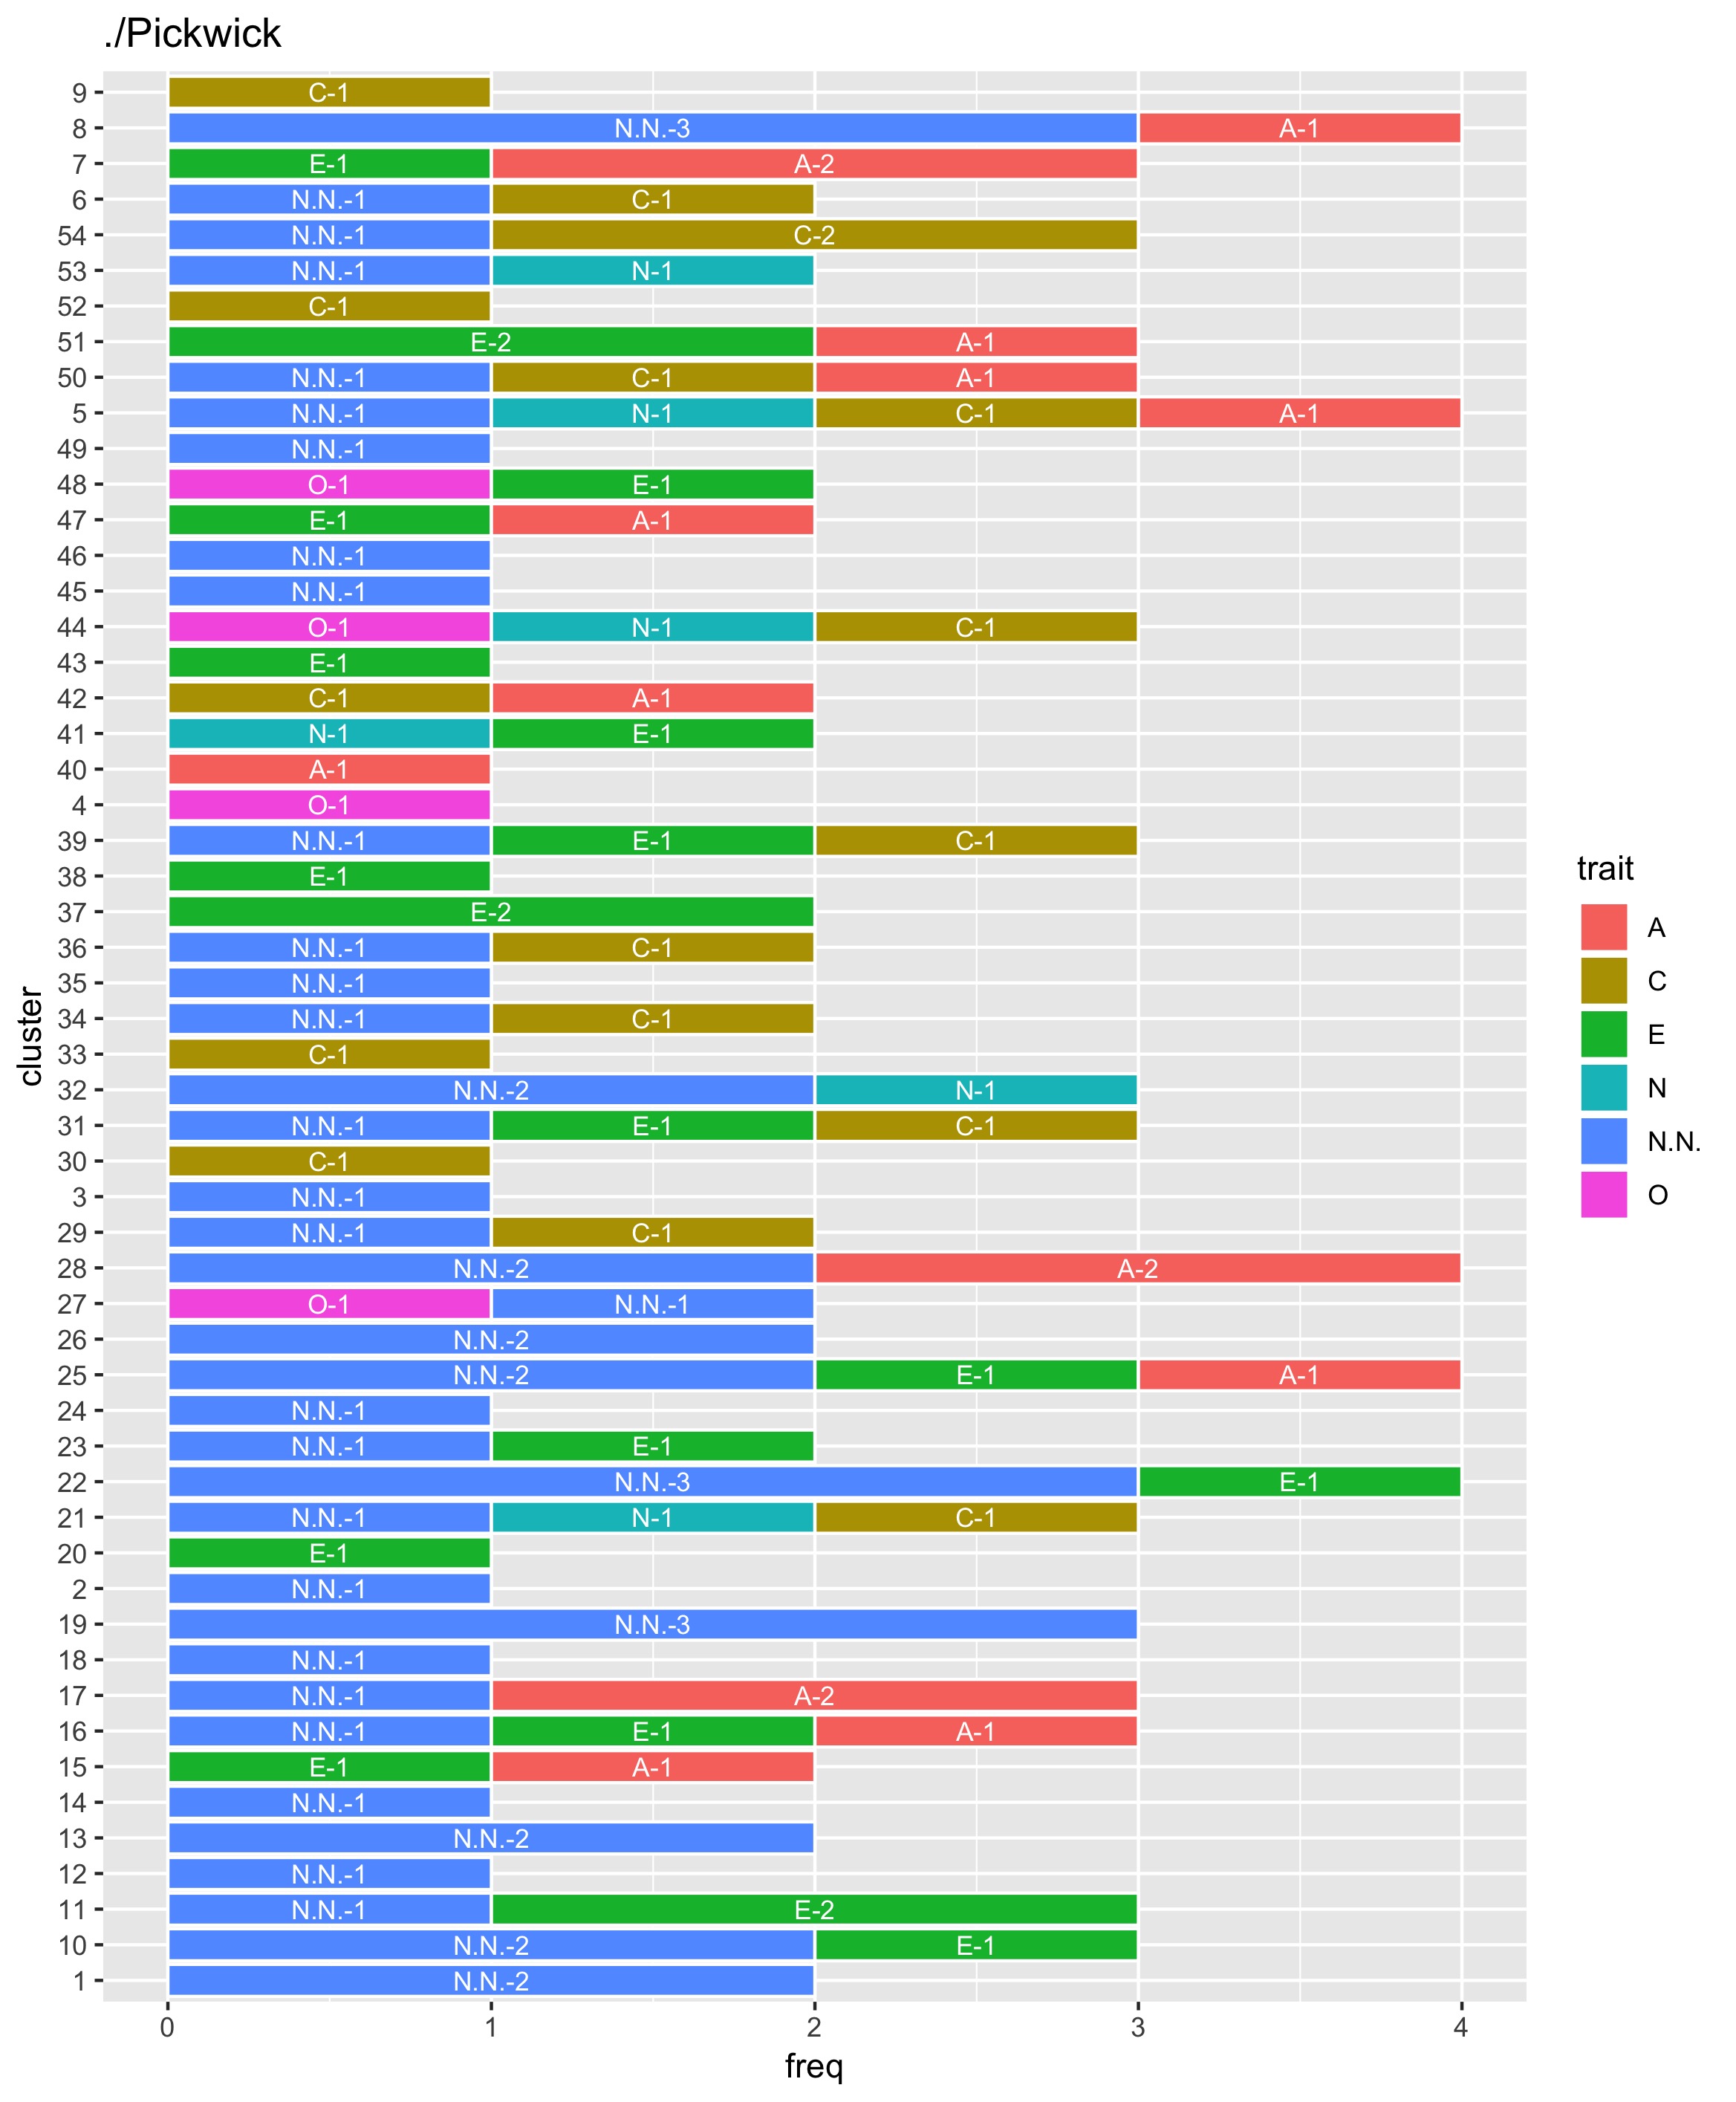 ./Pickwick
9 C-1
8 N.N.-3 A-1
7 E-1 A-2
6 N.N.-1 C-1
54 N.N.-1 C-2
53 N.N.-1 N-1
52 C-1
51 E-2 A-1
50 N.N.-1 C-1 A-1
5 N.N.-1 N-1 C-1 A-1
49 N.N.-1
48 O-1 E-1
47 E-1 A-1
46 N.N.-1
45 N.N.-1
44 O-1 N-1 C-1
43 E-1
42 C-1 A-1
41 N-1 E-1
40 A-1
4 O-1
39 N.N.-1 E-1 C-1
38 E-1
37 E-2
36 N.N.-1 C-1
35 N.N.-1
34 N.N.-1 C-1
33 C-1
32 N.N.-2 N-1
31 N.N.-1 E-1 C-1
30 C-1
3 N.N.-1
29 N.N.-1 C-1
28 N.N.-2 A-2
27 O-1 N.N.-1
26 N.N.-2
25 N.N.-2 E-1 A-1
24 N.N.-1
23 N.N.-1 E-1
22 N.N.-3 E-1
21 N.N.-1 N-1 C-1
20 E-1
2 N.N.-1
19 N.N.-3
18 N.N.-1
17 N.N.-1 A-2
16 N.N.-1 E-1 A-1
15 E-1 A-1
14 N.N.-1
13 N.N.-2
12 N.N.-1
11 N.N.-1 E-2
10 N.N.-2 E-1
1 N.N.-2
0 1 2 3 4
freq
cluster
trait
A
C
E
N
N.N.
O